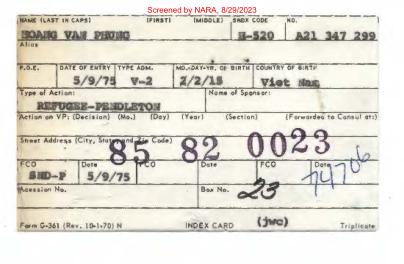 Screened by NARA, 8/29/2023
NAME (LAST IN CAPS) (FIRST) (MIDDLE) SNDX CODE NO.
HOANG VAN PHUNG H-520 A21 347 299
Alias
P.O.E. DATE OF ENTRY TYPE ADM. MO.-DAY-YR. OF BIRTH COUNTRY OF BIRTH
5/9/75 V-2 2/2/15 Viet Nam
Type of Action: Name of Sponsor:
REFUGEE-PENDLETON
Action on VP: (Decision) (Mo.) (Day) (Year) (Section) (Forwarded to Consul at:)
Street Address (City, State and Zip Code)
85 82 0023
FCO Date FCO Date FCO Date
SND-P 5/9/75 74706
Accession No. Box No. 23
Form G-361 (Rev. 10-1-70) N INDEX CARD (jwc) Triplicate